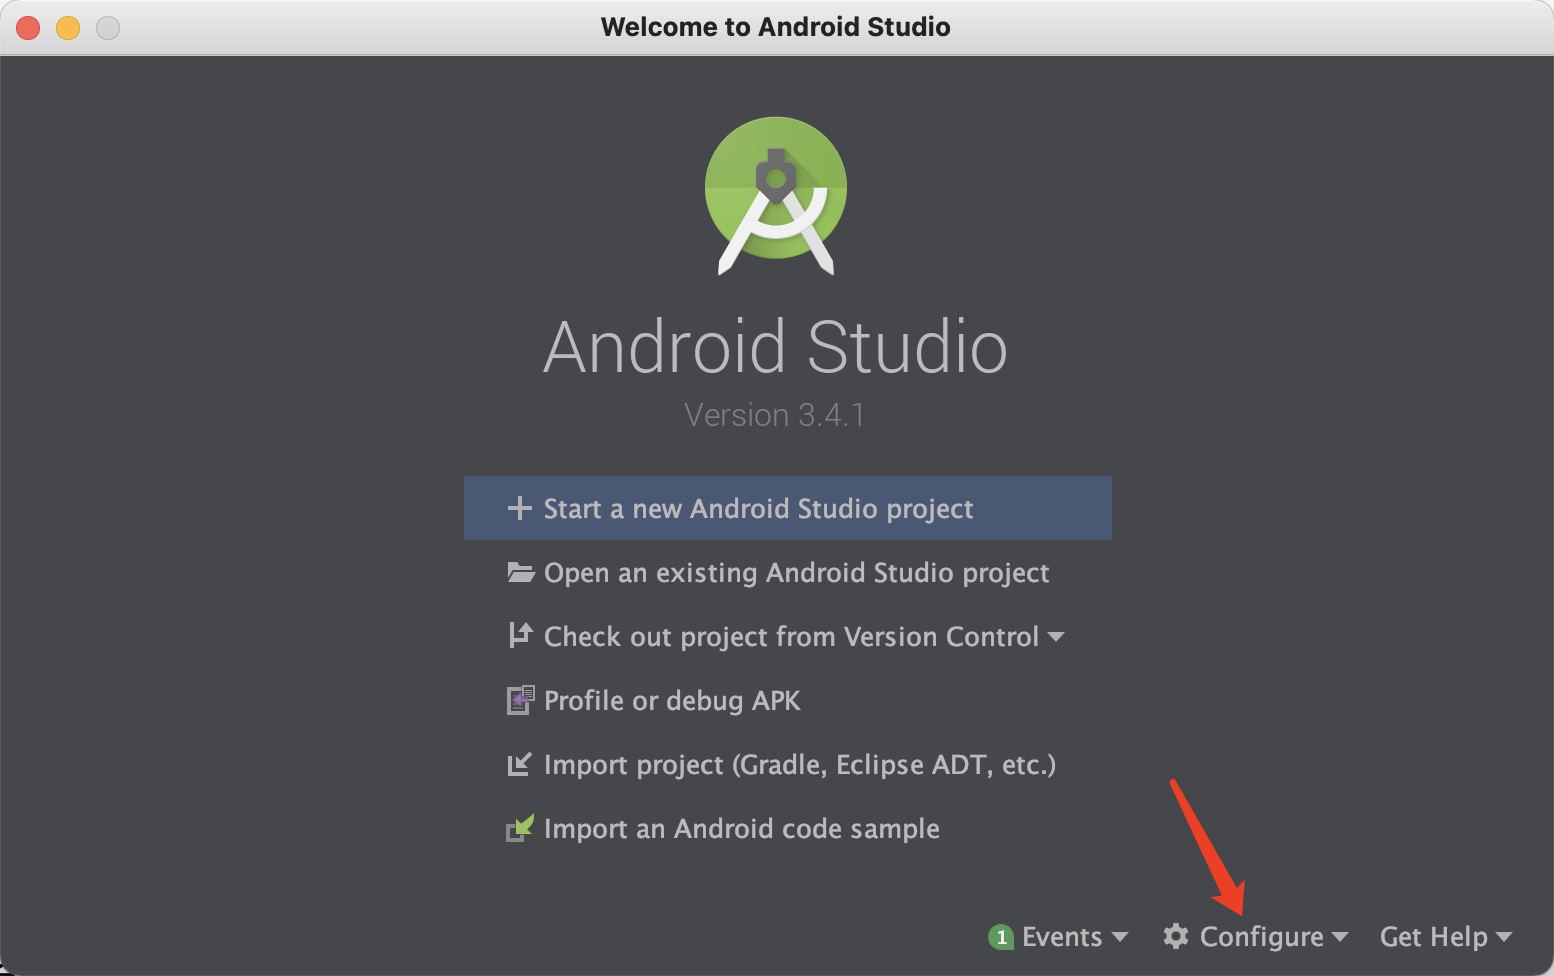 Welcome to Android Studio
Android Studio
Version 3.4.1
Start a new Android Studio project
Open an existing Android Studio project
Check out project from Version Control
Profile or debug APK
Import project (Gradle, Eclipse ADT, etc.)
Import an Android code sample
1 Events Configure Get Help